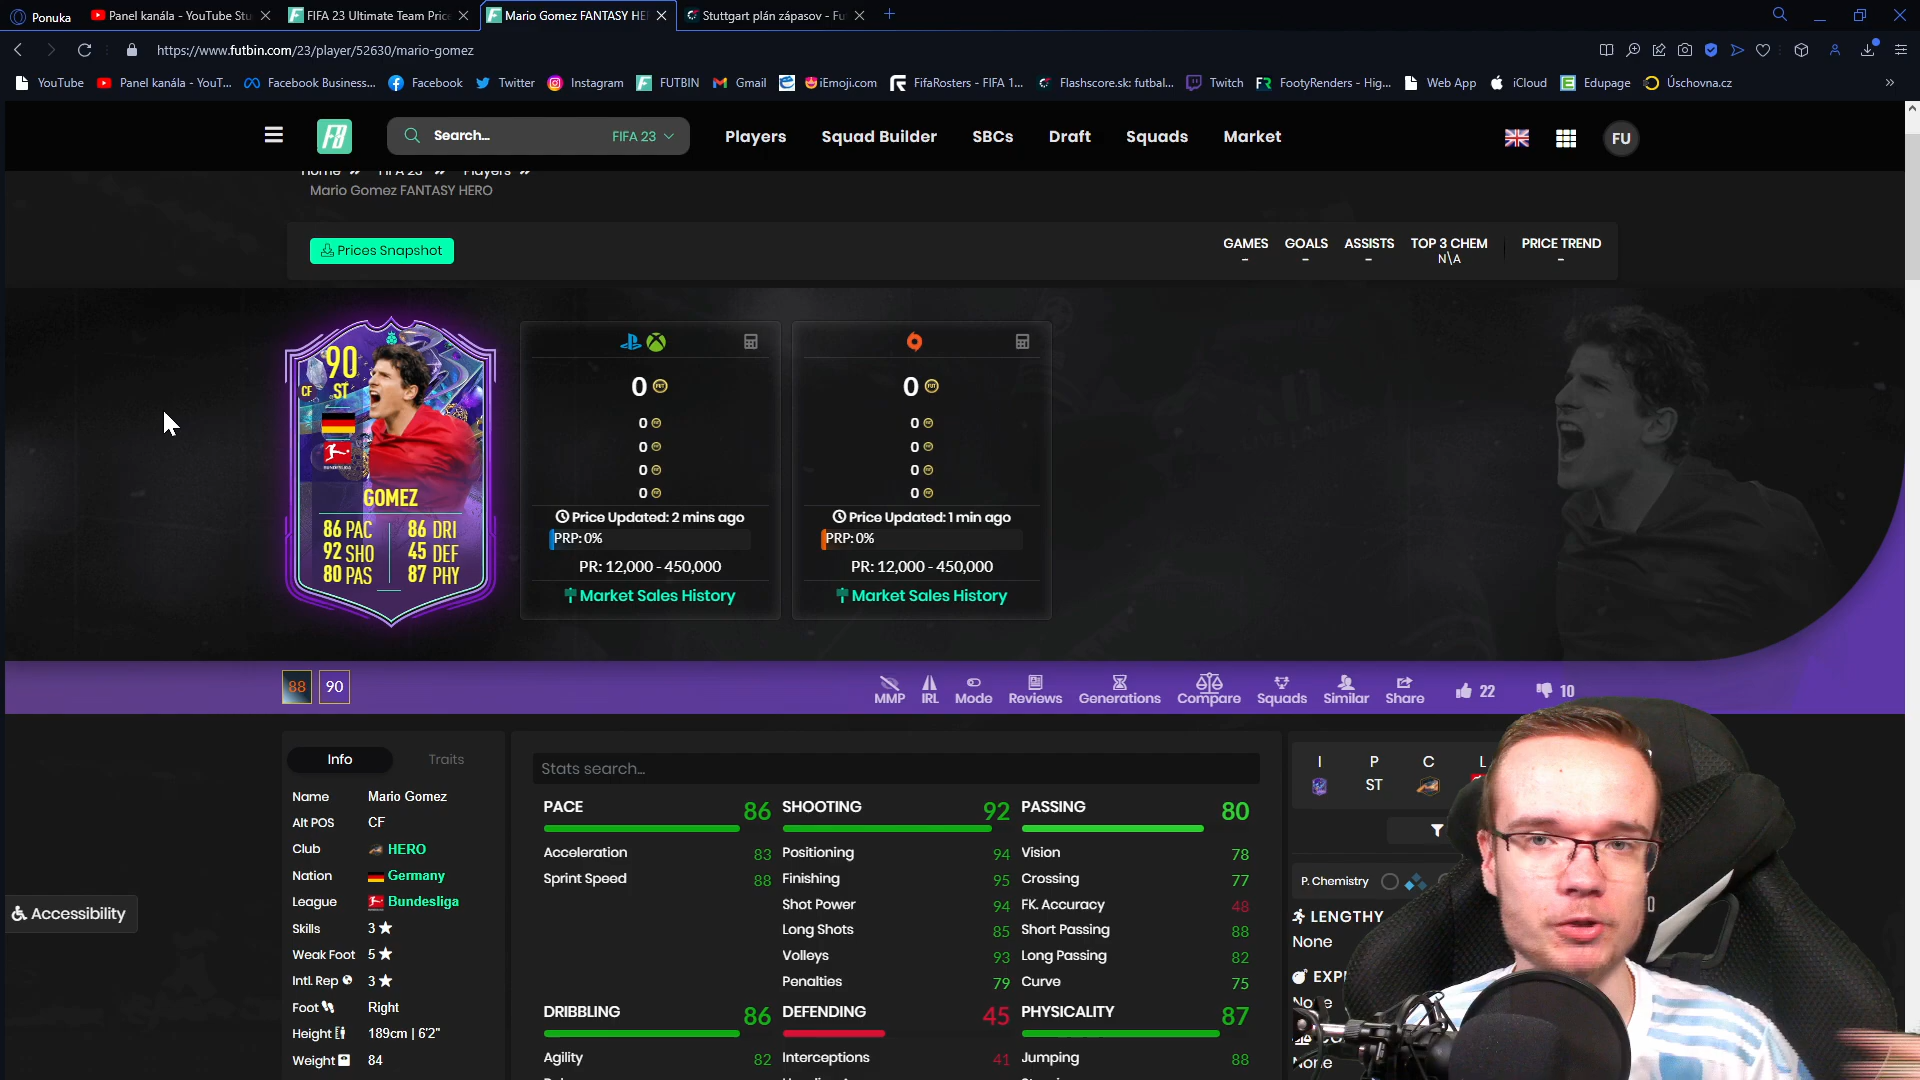 Ponuka
Panel kanála - YouTube Stu
FIFA 23 Ultimate Team Pric
Mario Gomez FANTASY HE
Stuttgart plán zápasov - Fu
https://www.futbin.com/23/player/52630/mario-gomez
YouTube
Panel kanála - YouT...
Facebook Business...
Facebook
Twitter
Instagram
FUTBIN
Gmail
iEmoji.com
FifaRosters - FIFA 1...
Flashscore.sk: futbal...
Twitch
FootyRenders - Hig...
Web App
iCloud
Edupage
Úschovna.cz
Search...
FIFA 23
Players
Squad Builder
SBCs
Draft
Squads
Market
FU
Home » FIFA 23 » Players »
Mario Gomez FANTASY HERO
Prices Snapshot
GAMES
-
GOALS
-
ASSISTS
-
TOP 3 CHEM
N\A
PRICE TREND
-
90
CF ST
BUNDESLIGA
GOMEZ
86 PAC 86 DRI
92 SHO 45 DEF
80 PAS 87 PHY
0
0
0
0
0
Price Updated: 2 mins ago
PRP: 0%
PR: 12,000 - 450,000
Market Sales History
0
0
0
0
0
Price Updated: 1 min ago
PRP: 0%
PR: 12,000 - 450,000
Market Sales History
88 90
MMP
IRL
Mode
Reviews
Generations
Compare
Squads
Similar
Share
22
10
Info Traits
Name Mario Gomez
Alt POS CF
Club HERO
Nation Germany
League Bundesliga
Skills 3
Weak Foot 5
Intl. Rep 3
Foot Right
Height 189cm | 6'2"
Weight 84
Accessibility
Stats search...
PACE 86
Acceleration 83
Sprint Speed 88
SHOOTING 92
Positioning 94
Finishing 95
Shot Power 94
Long Shots 85
Volleys 93
Penalties 79
PASSING 80
Vision 78
Crossing 77
FK. Accuracy 48
Short Passing 88
Long Passing 82
Curve 75
DRIBBLING 86
Agility 82
DEFENDING 45
Interceptions 41
PHYSICALITY 87
Jumping 88
I P C L
ST
P. Chemistry
LENGTHY
None
EXP
None
None